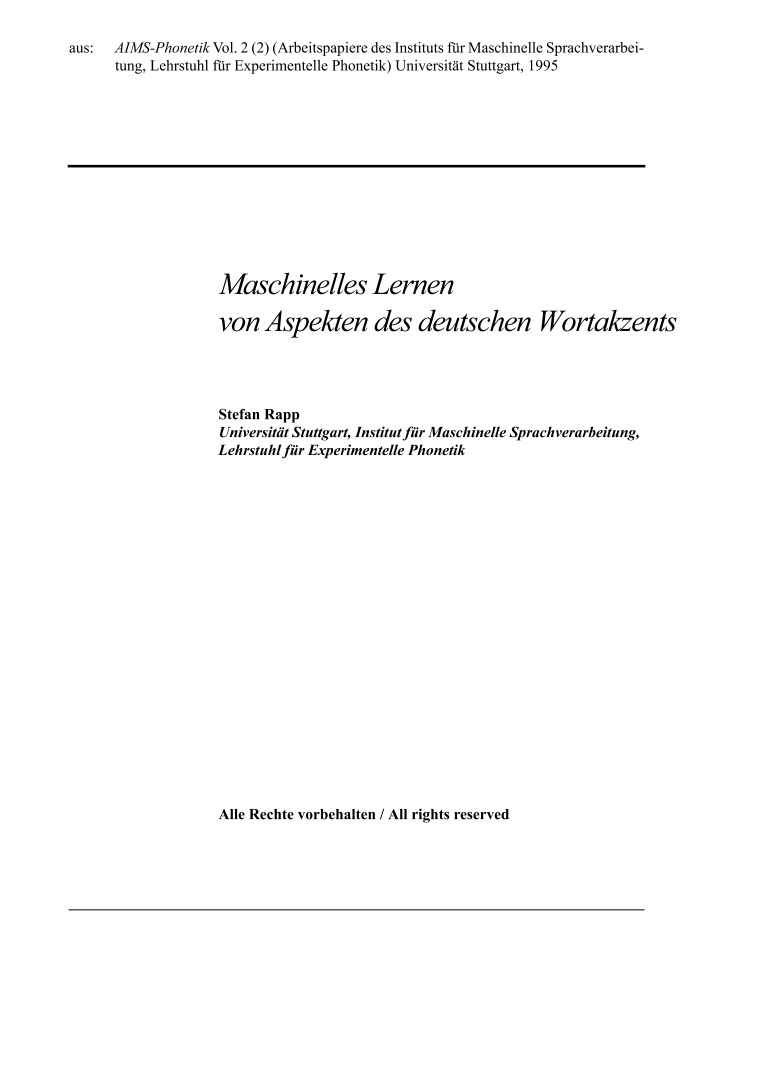 aus: AIMS-Phonetik Vol. 2 (2) (Arbeitspapiere des Instituts für Maschinelle Sprachverarbei-
tung, Lehrstuhl für Experimentelle Phonetik) Universität Stuttgart, 1995
Maschinelles Lernen
von Aspekten des deutschen Wortakzents
Stefan Rapp
Universität Stuttgart, Institut für Maschinelle Sprachverarbeitung,
Lehrstuhl für Experimentelle Phonetik
Alle Rechte vorbehalten / All rights reserved